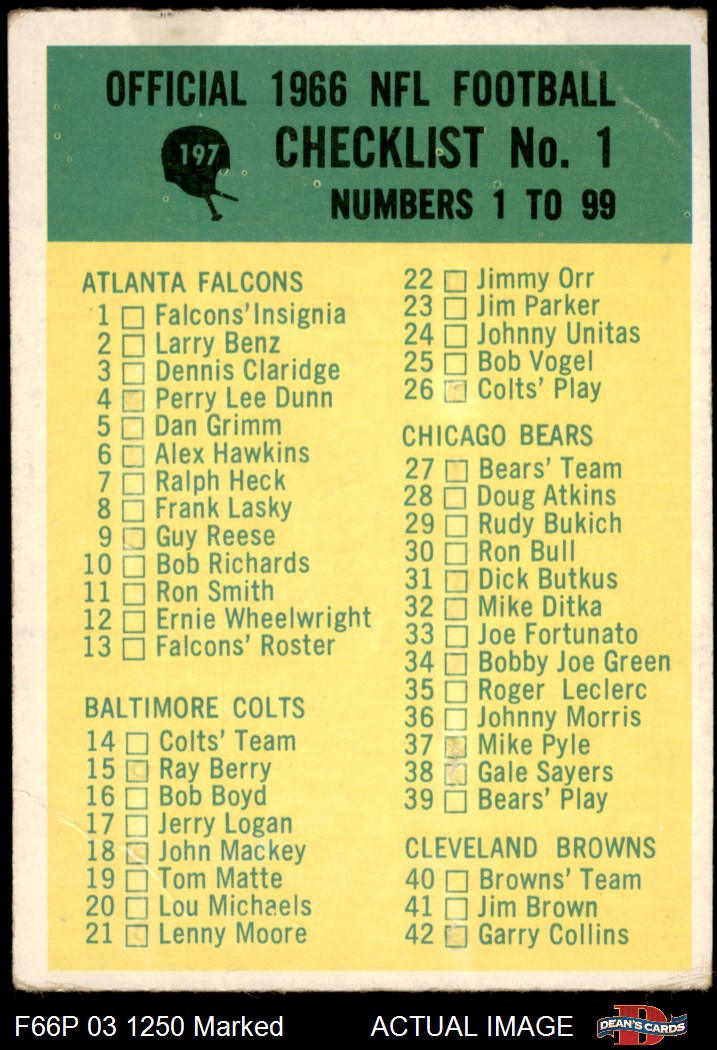 OFFICIAL 1966 NFL FOOTBALL
197 CHECKLIST No. 1
NUMBERS 1 TO 99
ATLANTA FALCONS
1 Falcons' Insignia
2 Larry Benz
3 Dennis Claridge
4 Perry Lee Dunn
5 Dan Grimm
6 Alex Hawkins
7 Ralph Heck
8 Frank Lasky
9 Guy Reese
10 Bob Richards
11 Ron Smith
12 Ernie Wheelwright
13 Falcons' Roster
BALTIMORE COLTS
14 Colts' Team
15 Ray Berry
16 Bob Boyd
17 Jerry Logan
18 John Mackey
19 Tom Matte
20 Lou Michaels
21 Lenny Moore
22 Jimmy Orr
23 Jim Parker
24 Johnny Unitas
25 Bob Vogel
26 Colts' Play
CHICAGO BEARS
27 Bears' Team
28 Doug Atkins
29 Rudy Bukich
30 Ron Bull
31 Dick Butkus
32 Mike Ditka
33 Joe Fortunato
34 Bobby Joe Green
35 Roger Leclerc
36 Johnny Morris
37 Mike Pyle
38 Gale Sayers
39 Bears' Play
CLEVELAND BROWNS
40 Browns' Team
41 Jim Brown
42 Garry Collins
F66P 03 1250 Marked ACTUAL IMAGE D DEAN'S CARDS